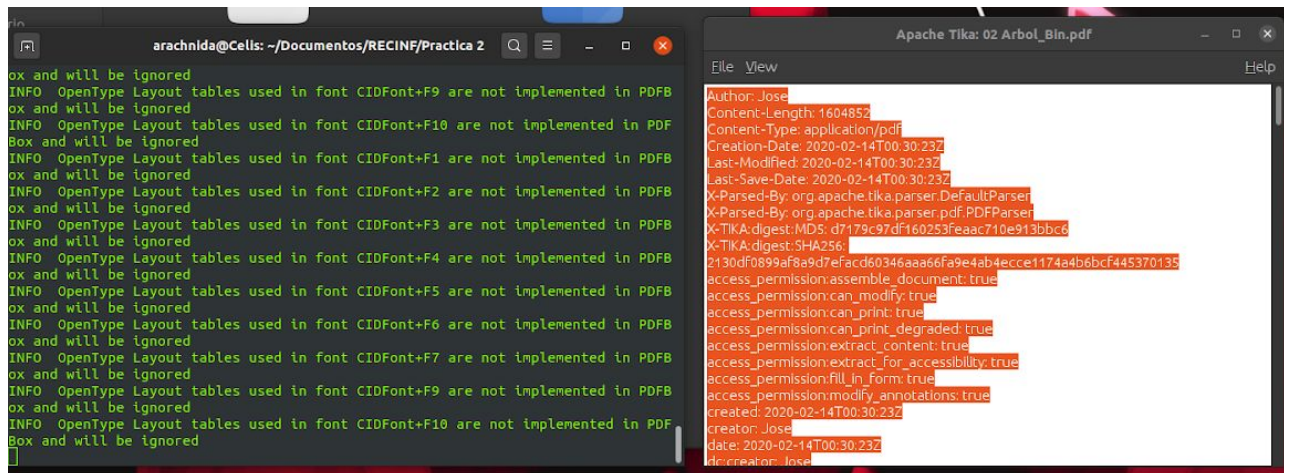 arachnida@Celis: ~/Documentos/RECINF/Practica 2
ox and will be ignored
INFO  OpenType Layout tables used in font CIDFont+F9 are not implemented in PDFB
ox and will be ignored
INFO  OpenType Layout tables used in font CIDFont+F10 are not implemented in PDF
Box and will be ignored
INFO  OpenType Layout tables used in font CIDFont+F1 are not implemented in PDFB
ox and will be ignored
INFO  OpenType Layout tables used in font CIDFont+F2 are not implemented in PDFB
ox and will be ignored
INFO  OpenType Layout tables used in font CIDFont+F3 are not implemented in PDFB
ox and will be ignored
INFO  OpenType Layout tables used in font CIDFont+F4 are not implemented in PDFB
ox and will be ignored
INFO  OpenType Layout tables used in font CIDFont+F5 are not implemented in PDFB
ox and will be ignored
INFO  OpenType Layout tables used in font CIDFont+F6 are not implemented in PDFB
ox and will be ignored
INFO  OpenType Layout tables used in font CIDFont+F7 are not implemented in PDFB
ox and will be ignored
INFO  OpenType Layout tables used in font CIDFont+F9 are not implemented in PDFB
ox and will be ignored
INFO  OpenType Layout tables used in font CIDFont+F10 are not implemented in PDF
Box and will be ignored
Apache Tika: 02 Arbol_Bin.pdf
File View Help
Author: Jose
Content-Length: 1604852
Content-Type: application/pdf
Creation-Date: 2020-02-14T00:30:23Z
Last-Modified: 2020-02-14T00:30:23Z
Last-Save-Date: 2020-02-14T00:30:23Z
X-Parsed-By: org.apache.tika.parser.DefaultParser
X-Parsed-By: org.apache.tika.parser.pdf.PDFParser
X-TIKA:digest:MD5: d7179c97df160253feaac710e913bbc6
X-TIKA:digest:SHA256:
2130df0899af8a9d7efacd60346aaa66fa9e4ab4ecce1174a4b6bcf445370135
access_permission:assemble_document: true
access_permission:can_modify: true
access_permission:can_print: true
access_permission:can_print_degraded: true
access_permission:extract_content: true
access_permission:extract_for_accessibility: true
access_permission:fill_in_form: true
access_permission:modify_annotations: true
created: 2020-02-14T00:30:23Z
creator: Jose
date: 2020-02-14T00:30:23Z
dc:creator: Jose